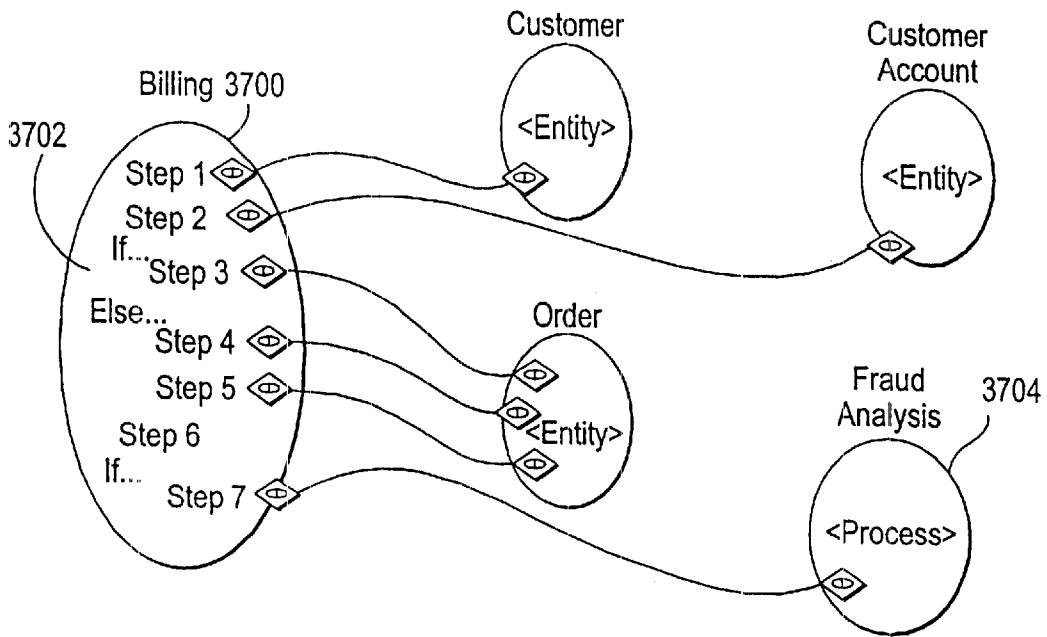 Customer
<Entity>
Customer
Account
<Entity>
Billing 3700
3702
Step 1
Step 2
If...
Step 3
Else...
Step 4
Step 5
Step 6
If...
Step 7
Order
<Entity>
Fraud
Analysis
3704
<Process>